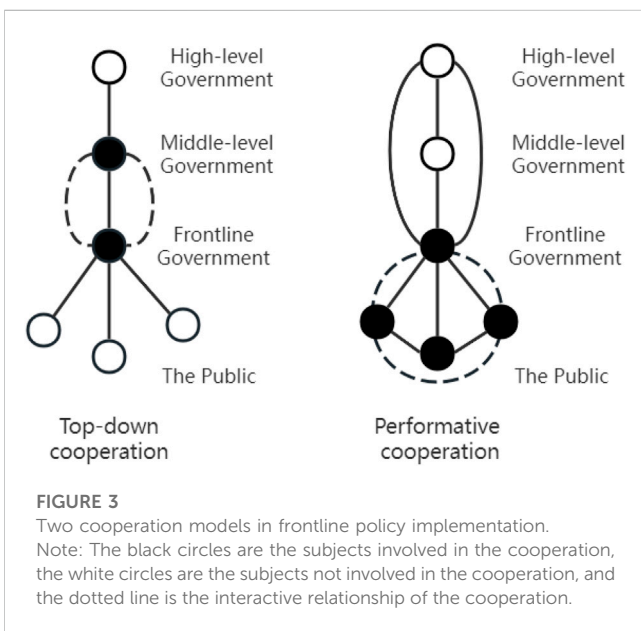 High-level
Government
Middle-level
Government
Frontline
Government
The Public
Top-down
cooperation
High-level
Government
Middle-level
Government
Frontline
Government
The Public
Performative
cooperation
FIGURE 3
Two cooperation models in frontline policy implementation.
Note: The black circles are the subjects involved in the cooperation,
the white circles are the subjects not involved in the cooperation, and
the dotted line is the interactive relationship of the cooperation.